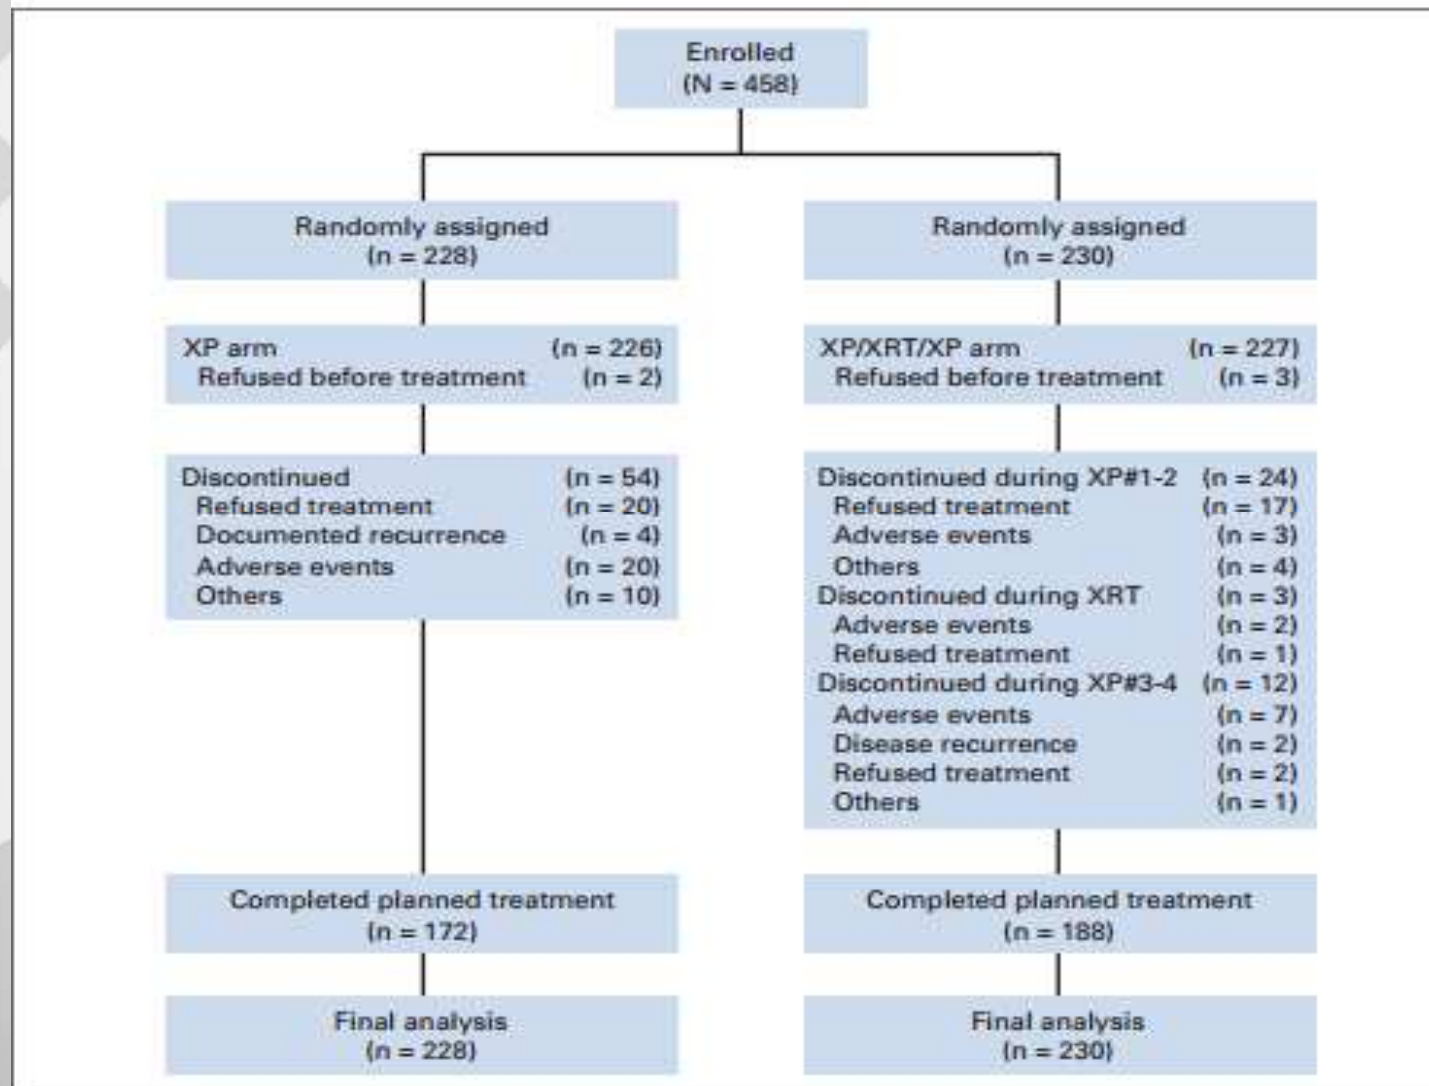 Enrolled
(N = 458)
Randomly assigned
(n = 228)
Randomly assigned
(n = 230)
XP arm (n = 226)
Refused before treatment (n = 2)
XP/XRT/XP arm (n = 227)
Refused before treatment (n = 3)
Discontinued (n = 54)
Refused treatment (n = 20)
Documented recurrence (n = 4)
Adverse events (n = 20)
Others (n = 10)
Discontinued during XP#1-2 (n = 24)
Refused treatment (n = 17)
Adverse events (n = 3)
Others (n = 4)
Discontinued during XRT (n = 3)
Adverse events (n = 2)
Refused treatment (n = 1)
Discontinued during XP#3-4 (n = 12)
Adverse events (n = 7)
Disease recurrence (n = 2)
Refused treatment (n = 2)
Others (n = 1)
Completed planned treatment
(n = 172)
Completed planned treatment
(n = 188)
Final analysis
(n = 228)
Final analysis
(n = 230)